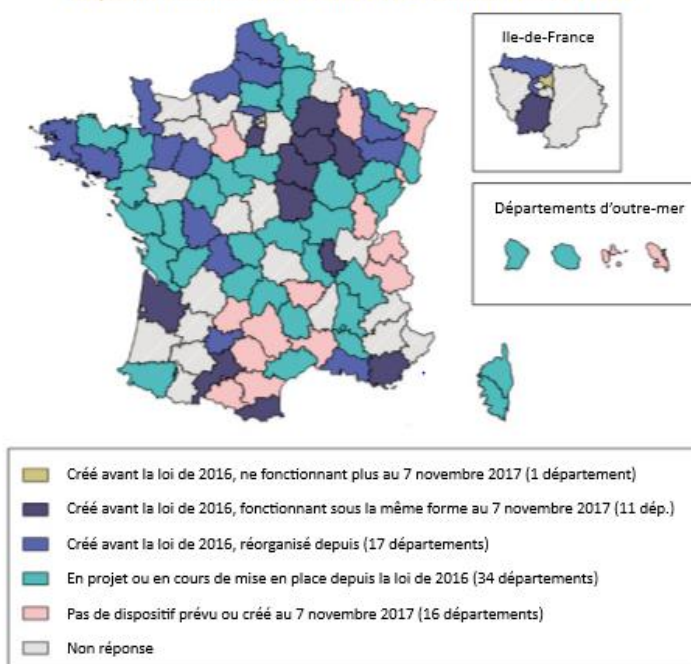 Ile-de-France
Départements d'outre-mer
Créé avant la loi de 2016, ne fonctionnant plus au 7 novembre 2017 (1 département)
Créé avant la loi de 2016, fonctionnant sous la même forme au 7 novembre 2017 (11 dép.)
Créé avant la loi de 2016, réorganisé depuis (17 départements)
En projet ou en cours de mise en place depuis la loi de 2016 (34 départements)
Pas de dispositif prévu ou créé au 7 novembre 2017 (16 départements)
Non réponse